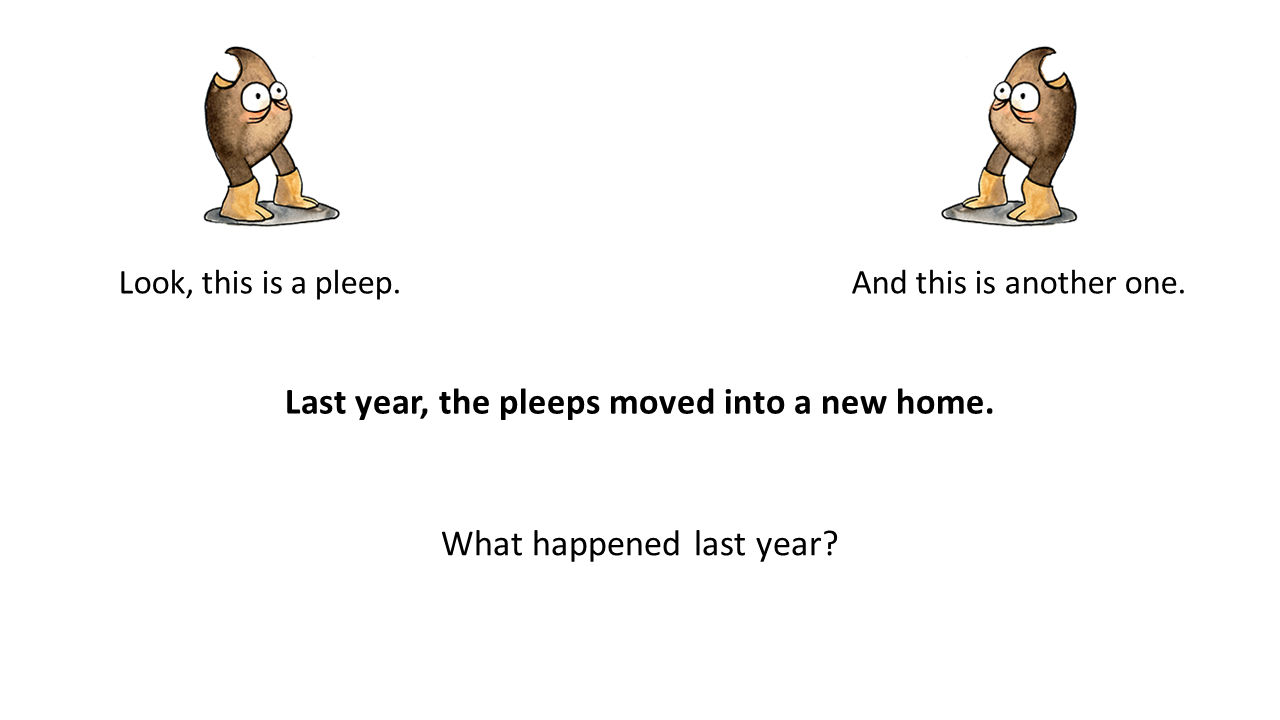 Look, this is a pleep.
And this is another one.
Last year, the pleeps moved into a new home.
What happened last year?